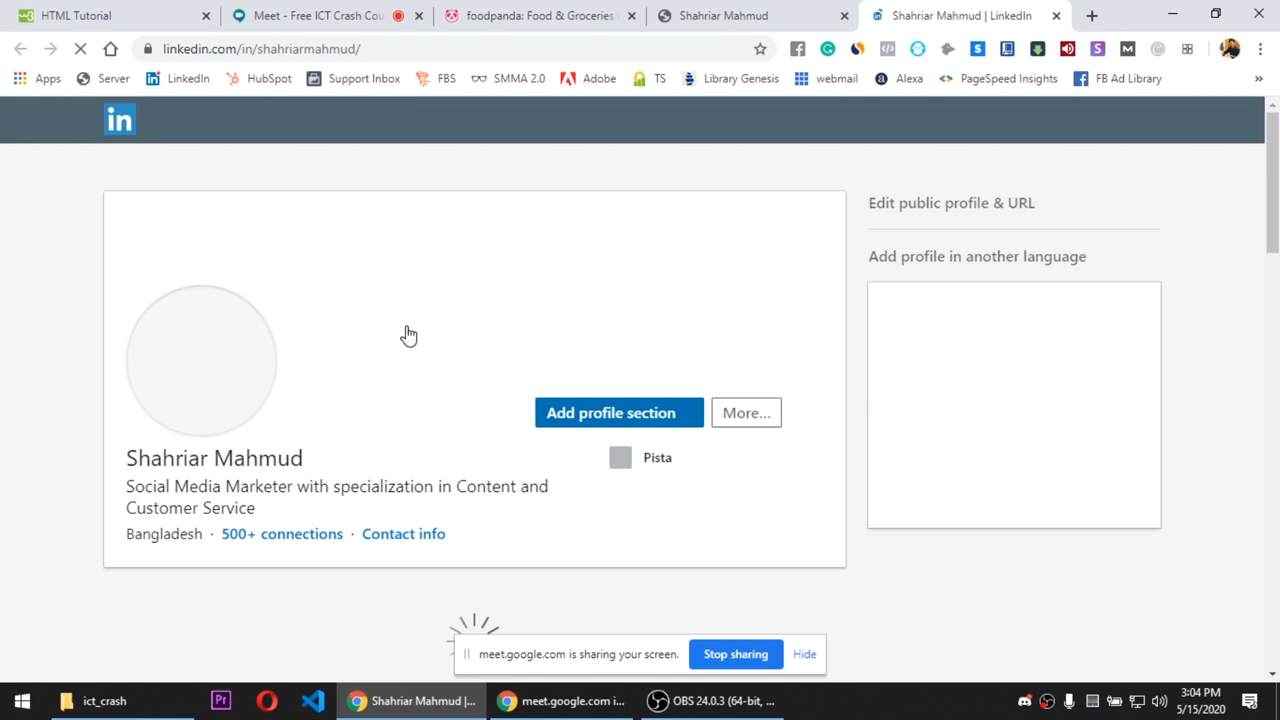 HTML Tutorial
Meet - Free ICT Crash Cou
foodpanda: Food & Groceries
Shahriar Mahmud
Shahriar Mahmud | LinkedIn
linkedin.com/in/shahriarmahmud/
Apps
Server
LinkedIn
HubSpot
Support Inbox
FBS
SMMA 2.0
Adobe
TS
Library Genesis
webmail
Alexa
PageSpeed Insights
FB Ad Library
in
Edit public profile & URL
Add profile in another language
Add profile section
More...
Shahriar Mahmud
Pista
Social Media Marketer with specialization in Content and
Customer Service
Bangladesh · 500+ connections · Contact info
meet.google.com is sharing your screen.
Stop sharing
Hide
ict_crash
Pr
Shahriar Mahmud |...
meet.google.com i...
OBS 24.0.3 (64-bit, ...
3:04 PM
5/15/2020